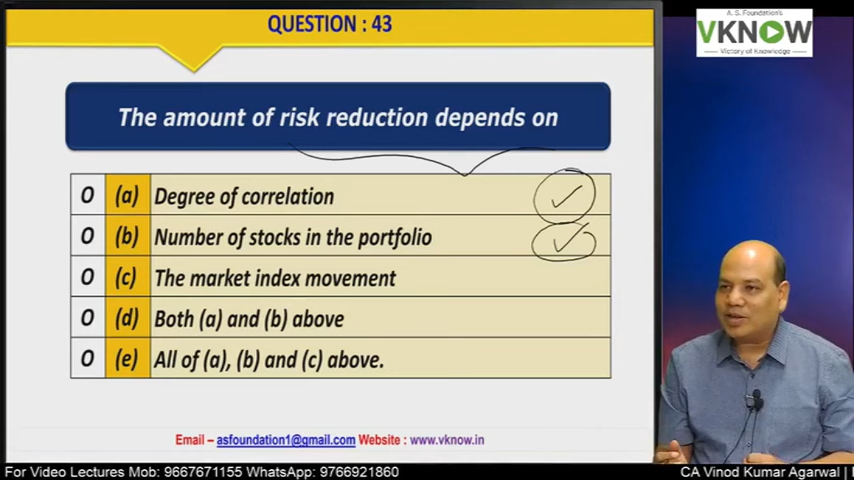 QUESTION : 43
A. S. Foundation's
VKNOW
Victory of Knowledge
The amount of risk reduction depends on
O (a) Degree of correlation
O (b) Number of stocks in the portfolio
O (c) The market index movement
O (d) Both (a) and (b) above
O (e) All of (a), (b) and (c) above.
Email – asfoundation1@gmail.com Website : www.vknow.in
For Video Lectures Mob: 9667671155 WhatsApp: 9766921860 CA Vinod Kumar Agarwal |